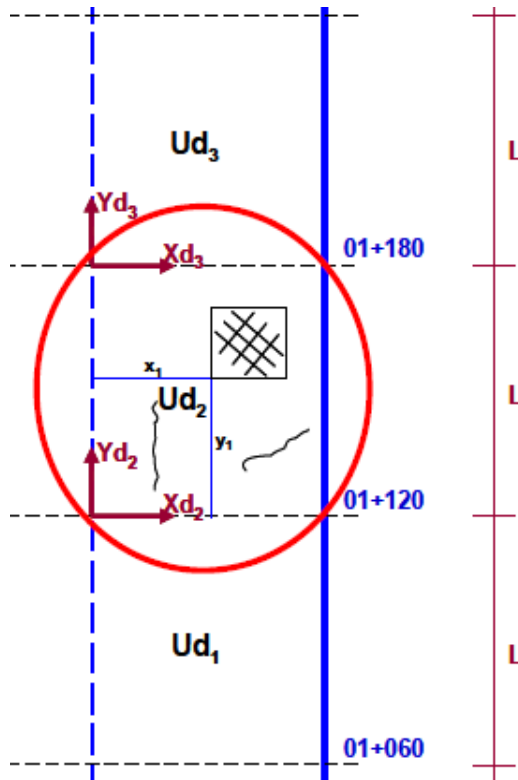 Ud₃
L
Yd₃
Xd₃
01+180
x₁
Ud₂
L
y₁
Yd₂
Xd₂
01+120
Ud₁
L
01+060